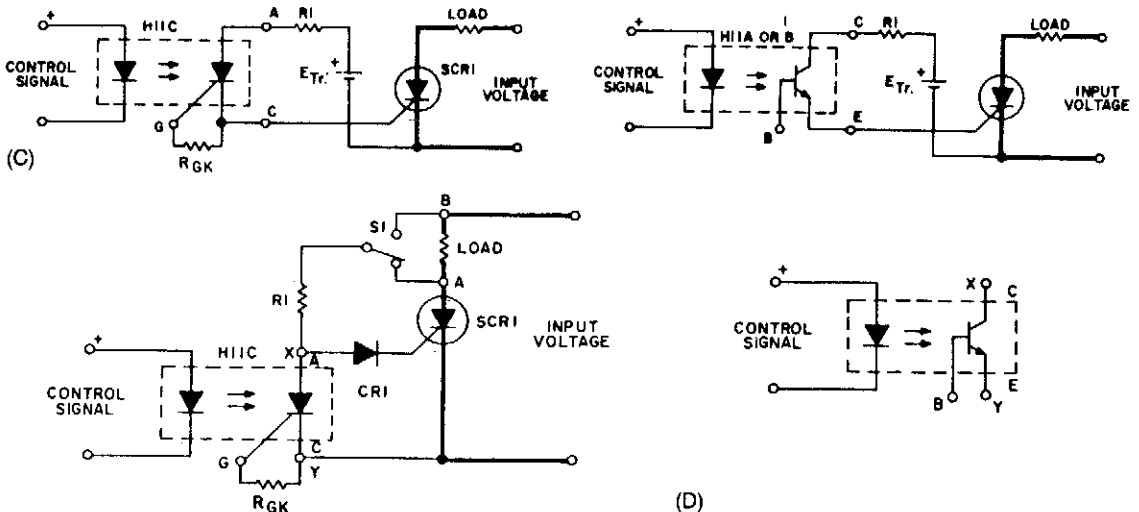 A R1 LOAD
+ H11C
CONTROL SIGNAL
ETr. +
SCR1
INPUT VOLTAGE
G C
RGK
(C)
C R1 LOAD
+ H11A OR B
CONTROL SIGNAL
ETr. +
INPUT VOLTAGE
B E
B
S1
LOAD
A
R1
SCR1
INPUT VOLTAGE
H11C X A
+
CR1
CONTROL SIGNAL
G C
Y
RGK
+ X C
CONTROL SIGNAL
E
B Y
(D)